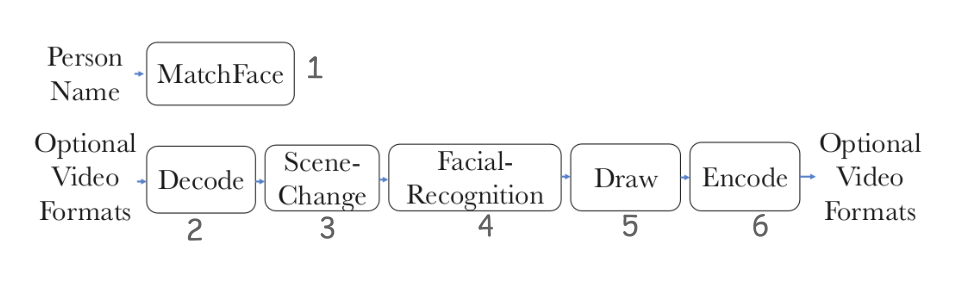 Person
Name
MatchFace
1
Optional
Video
Formats
Decode
2
Scene-
Change
3
Facial-
Recognition
4
Draw
5
Encode
6
Optional
Video
Formats